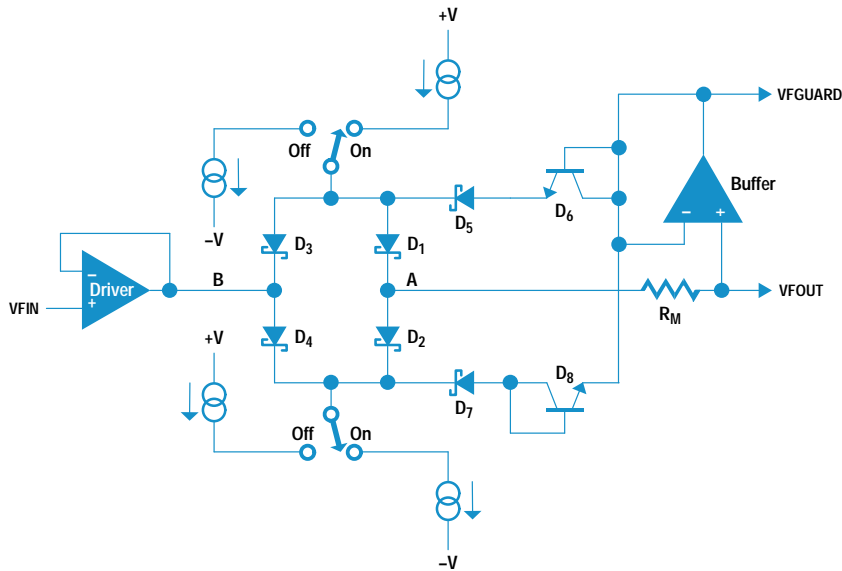 +V
VFGUARD
Off
On
Buffer
– +
D5
D6
–V
D3
D1
–
Driver
+
B
A
VFIN
RM
VFOUT
D4
D2
+V
D7
D8
Off
On
–V